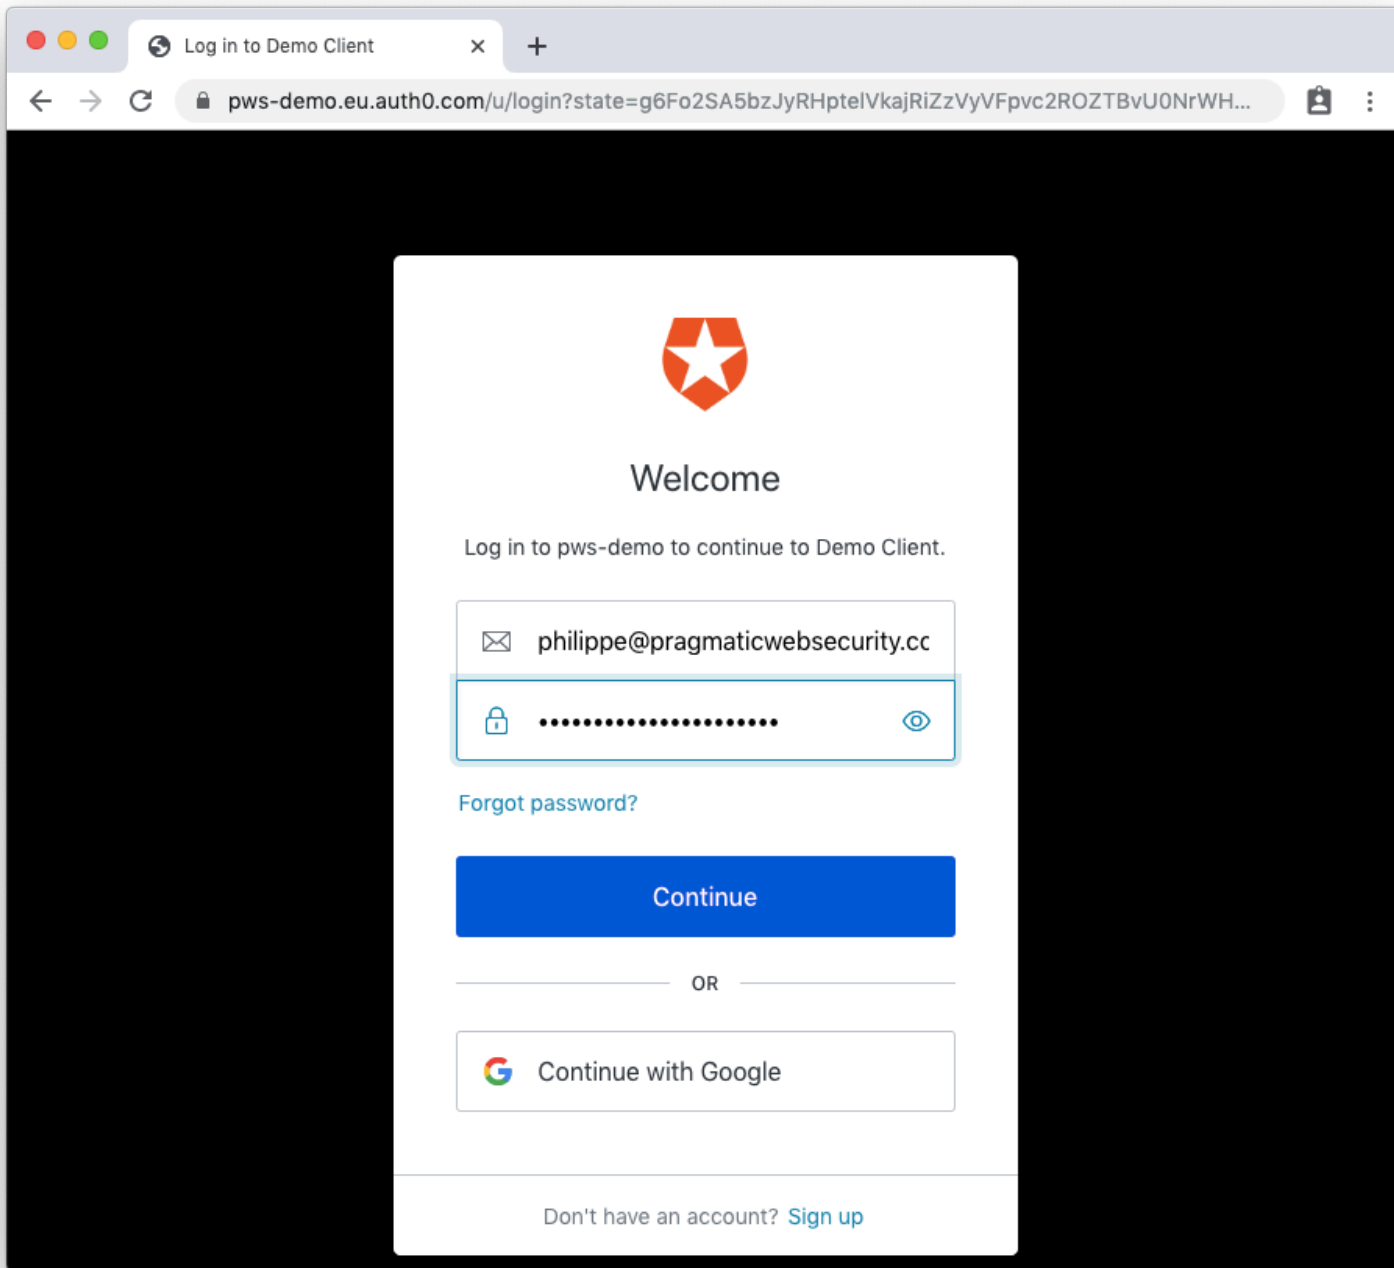 Log in to Demo Client
pws-demo.eu.auth0.com/u/login?state=g6Fo2SA5bzJyRHptelVkajRiZzVyVFpvc2ROZTBvU0NrWH...
Welcome
Log in to pws-demo to continue to Demo Client.
philippe@pragmaticwebsecurity.cc
Forgot password?
Continue
OR
Continue with Google
Don't have an account? Sign up